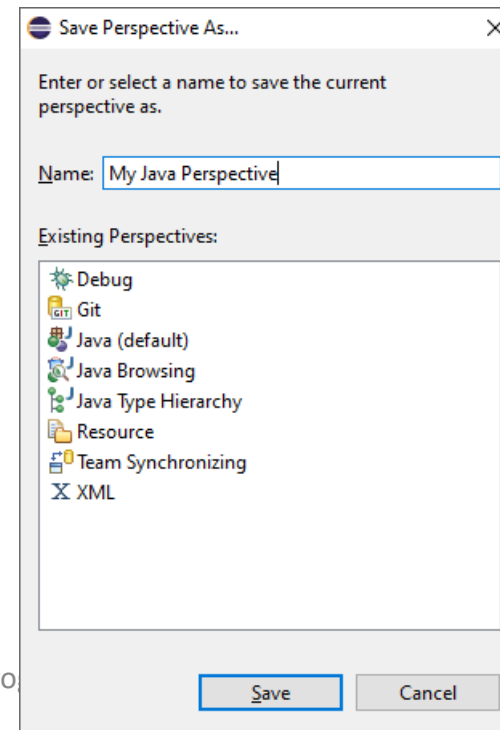 Save Perspective As...
Enter or select a name to save the current
perspective as.
Name: My Java Perspective
Existing Perspectives:
Debug
GIT Git
Java (default)
Java Browsing
Java Type Hierarchy
Resource
Team Synchronizing
X XML
Save Cancel